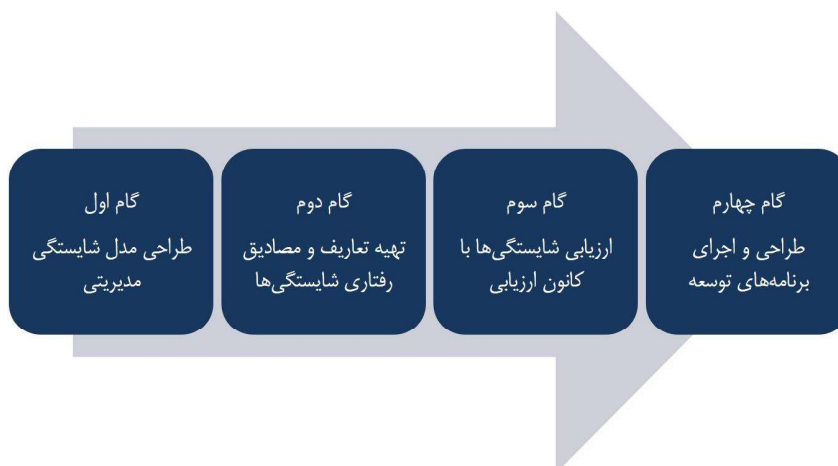 گام اول
طراحی مدل شایستگی
مدیریتی
گام دوم
تهیه تعاریف و مصادیق
رفتاری شایستگی‌ها
گام سوم
ارزیابی شایستگی‌ها با
کانون ارزیابی
گام چهارم
طراحی و اجرای
برنامه‌های توسعه